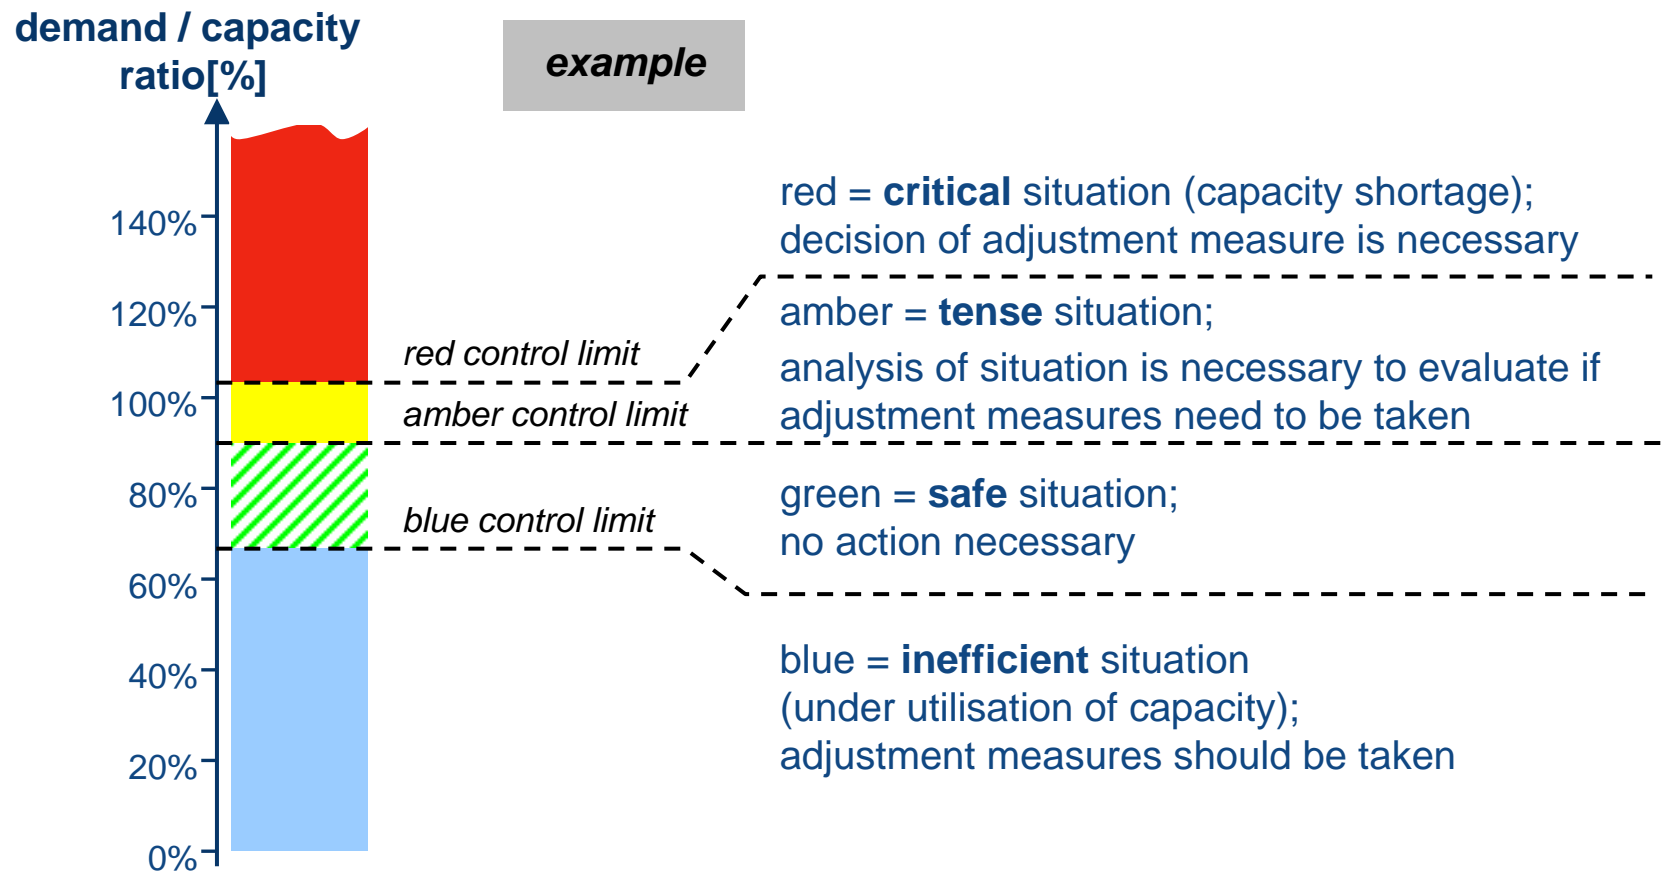 demand / capacity
ratio[%]
example
140%
120%
100%
80%
60%
40%
20%
0%
red control limit
amber control limit
blue control limit
red = critical situation (capacity shortage);
decision of adjustment measure is necessary
amber = tense situation;
analysis of situation is necessary to evaluate if
adjustment measures need to be taken
green = safe situation;
no action necessary
blue = inefficient situation
(under utilisation of capacity);
adjustment measures should be taken